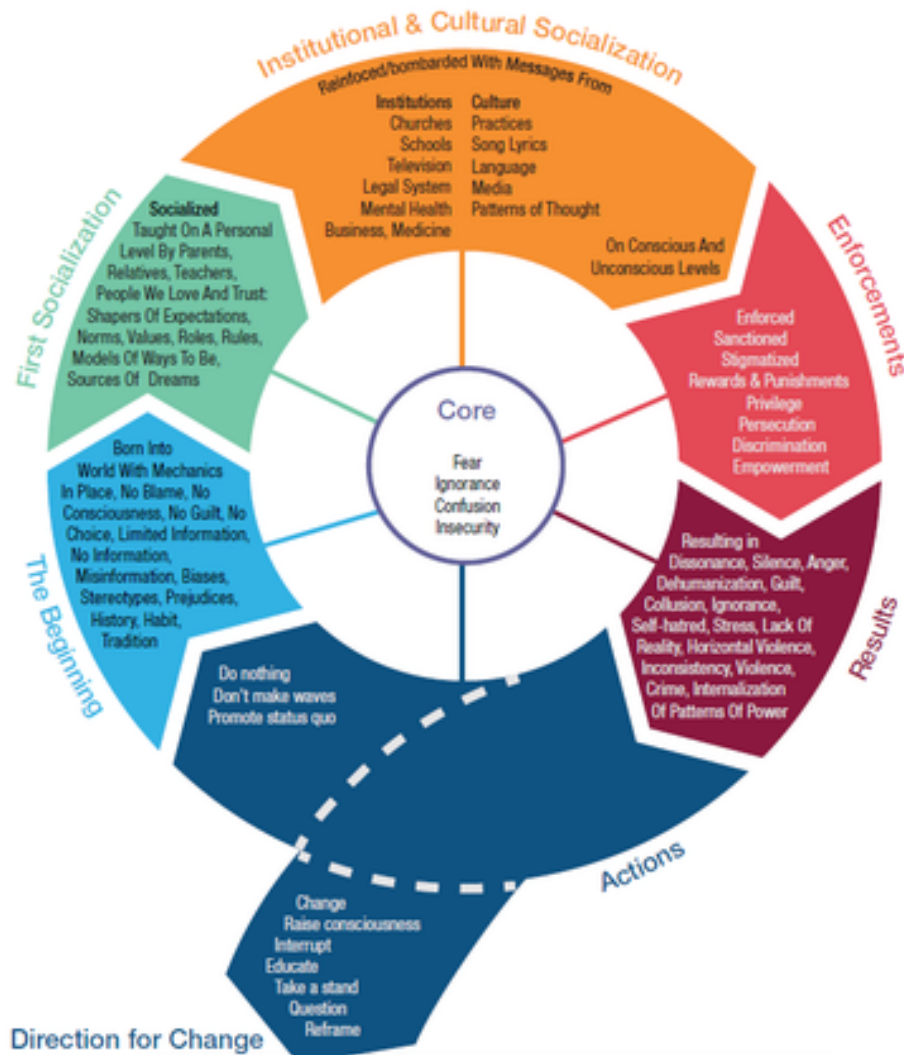 Institutional & Cultural Socialization
Reinfoced/bombarded With Messages From
Institutions
Churches
Schools
Television
Legal System
Mental Health
Business, Medicine
Culture
Practices
Song Lyrics
Language
Media
Patterns of Thought
On Conscious And
Unconscious Levels
First Socialization
Socialized
Taught On A Personal
Level By Parents,
Relatives, Teachers,
People We Love And Trust:
Shapers Of Expectations,
Norms, Values, Roles, Rules,
Models Of Ways To Be,
Sources Of Dreams
Enforcements
Enforced
Sanctioned
Stigmatized
Rewards & Punishments
Privilege
Persecution
Discrimination
Empowerment
Core
Fear
Ignorance
Confusion
Insecurity
The Beginning
Born Into
World With Mechanics
In Place, No Blame, No
Consciousness, No Guilt, No
Choice, Limited Information,
No Information,
Misinformation, Biases,
Stereotypes, Prejudices,
History, Habit,
Tradition
Results
Resulting in
Dissonance, Silence, Anger,
Dehumanization, Guilt,
Collusion, Ignorance,
Self-hatred, Stress, Lack Of
Reality, Horizontal Violence,
Inconsistency, Violence,
Crime, Internalization
Of Patterns Of Power
Do nothing
Don't make waves
Promote status quo
Actions
Change
Raise consciousness
Interrupt
Educate
Take a stand
Question
Reframe
Direction for Change